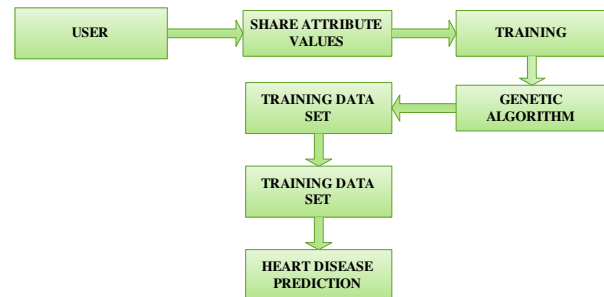 USER
SHARE ATTRIBUTE
VALUES
TRAINING
GENETIC
ALGORITHM
TRAINING DATA
SET
TRAINING DATA
SET
HEART DISEASE
PREDICTION